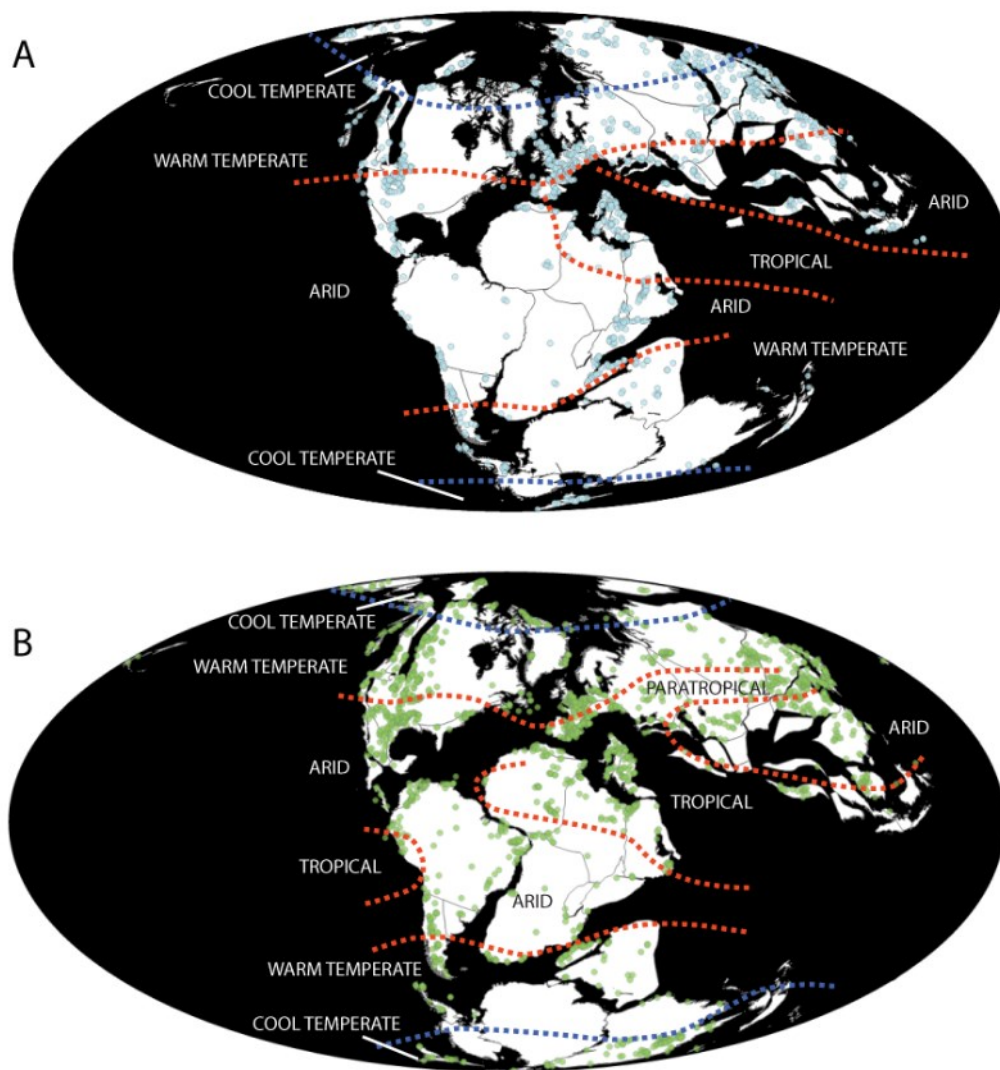 A
COOL TEMPERATE
WARM TEMPERATE
ARID
TROPICAL
ARID
ARID
WARM TEMPERATE
COOL TEMPERATE
B
COOL TEMPERATE
WARM TEMPERATE
PARATROPICAL
ARID
ARID
TROPICAL
TROPICAL
ARID
WARM TEMPERATE
COOL TEMPERATE